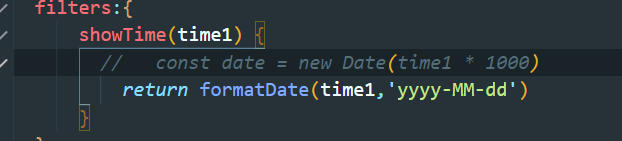 filters:{
showTime(time1) {
//   const date = new Date(time1 * 1000)
return formatDate(time1,'yyyy-MM-dd')
}